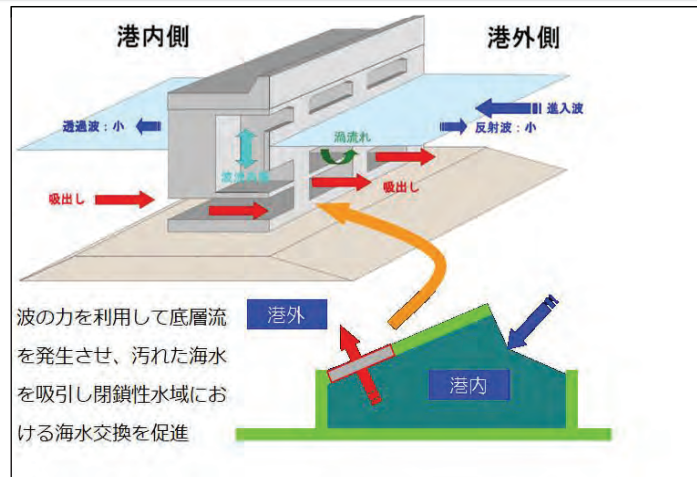 港内側
港外側
透過波：小
進入波
反射波：小
渦流れ
吸出し
吸出し
波の力を利用して底層流
を発生させ、汚れた海水
を吸引し閉鎖性水域にお
ける海水交換を促進
港外
港内